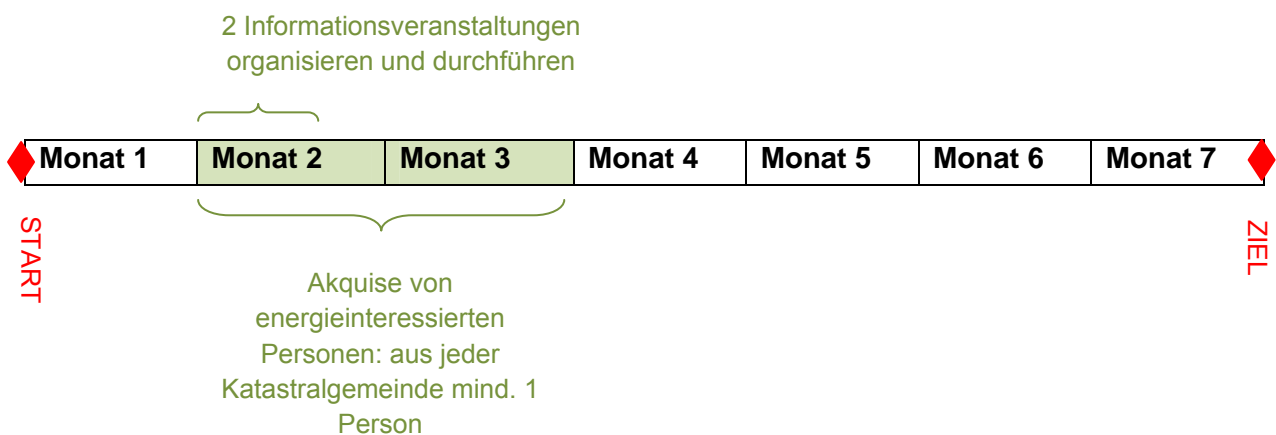 2 Informationsveranstaltungen
organisieren und durchführen
Monat 1 Monat 2 Monat 3 Monat 4 Monat 5 Monat 6 Monat 7
START
ZIEL
Akquise von
energieinteressierten
Personen: aus jeder
Katastralgemeinde mind. 1
Person